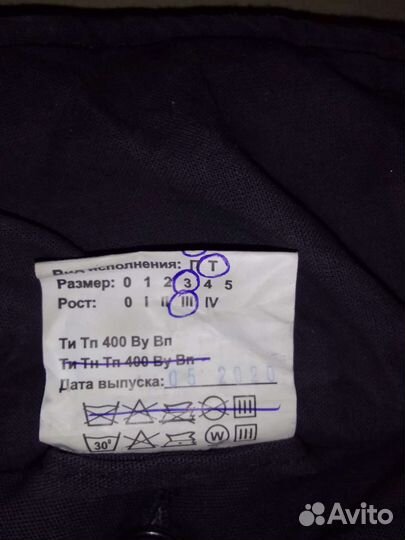 Вид исполнения: П Т
Размер: 0 1 2 3 4 5
Рост: 0 I II III IV
Ти Тп 400 Ву Вп
Ти Тн Тп 400 Ву Вп
Дата выпуска: 05 2020
30°
W
Avito